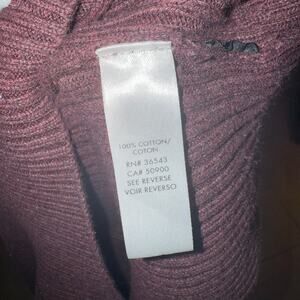 100% COTTON/
COTON
RN# 36543
CA# 50900
SEE REVERSE
VOIR REVERSO